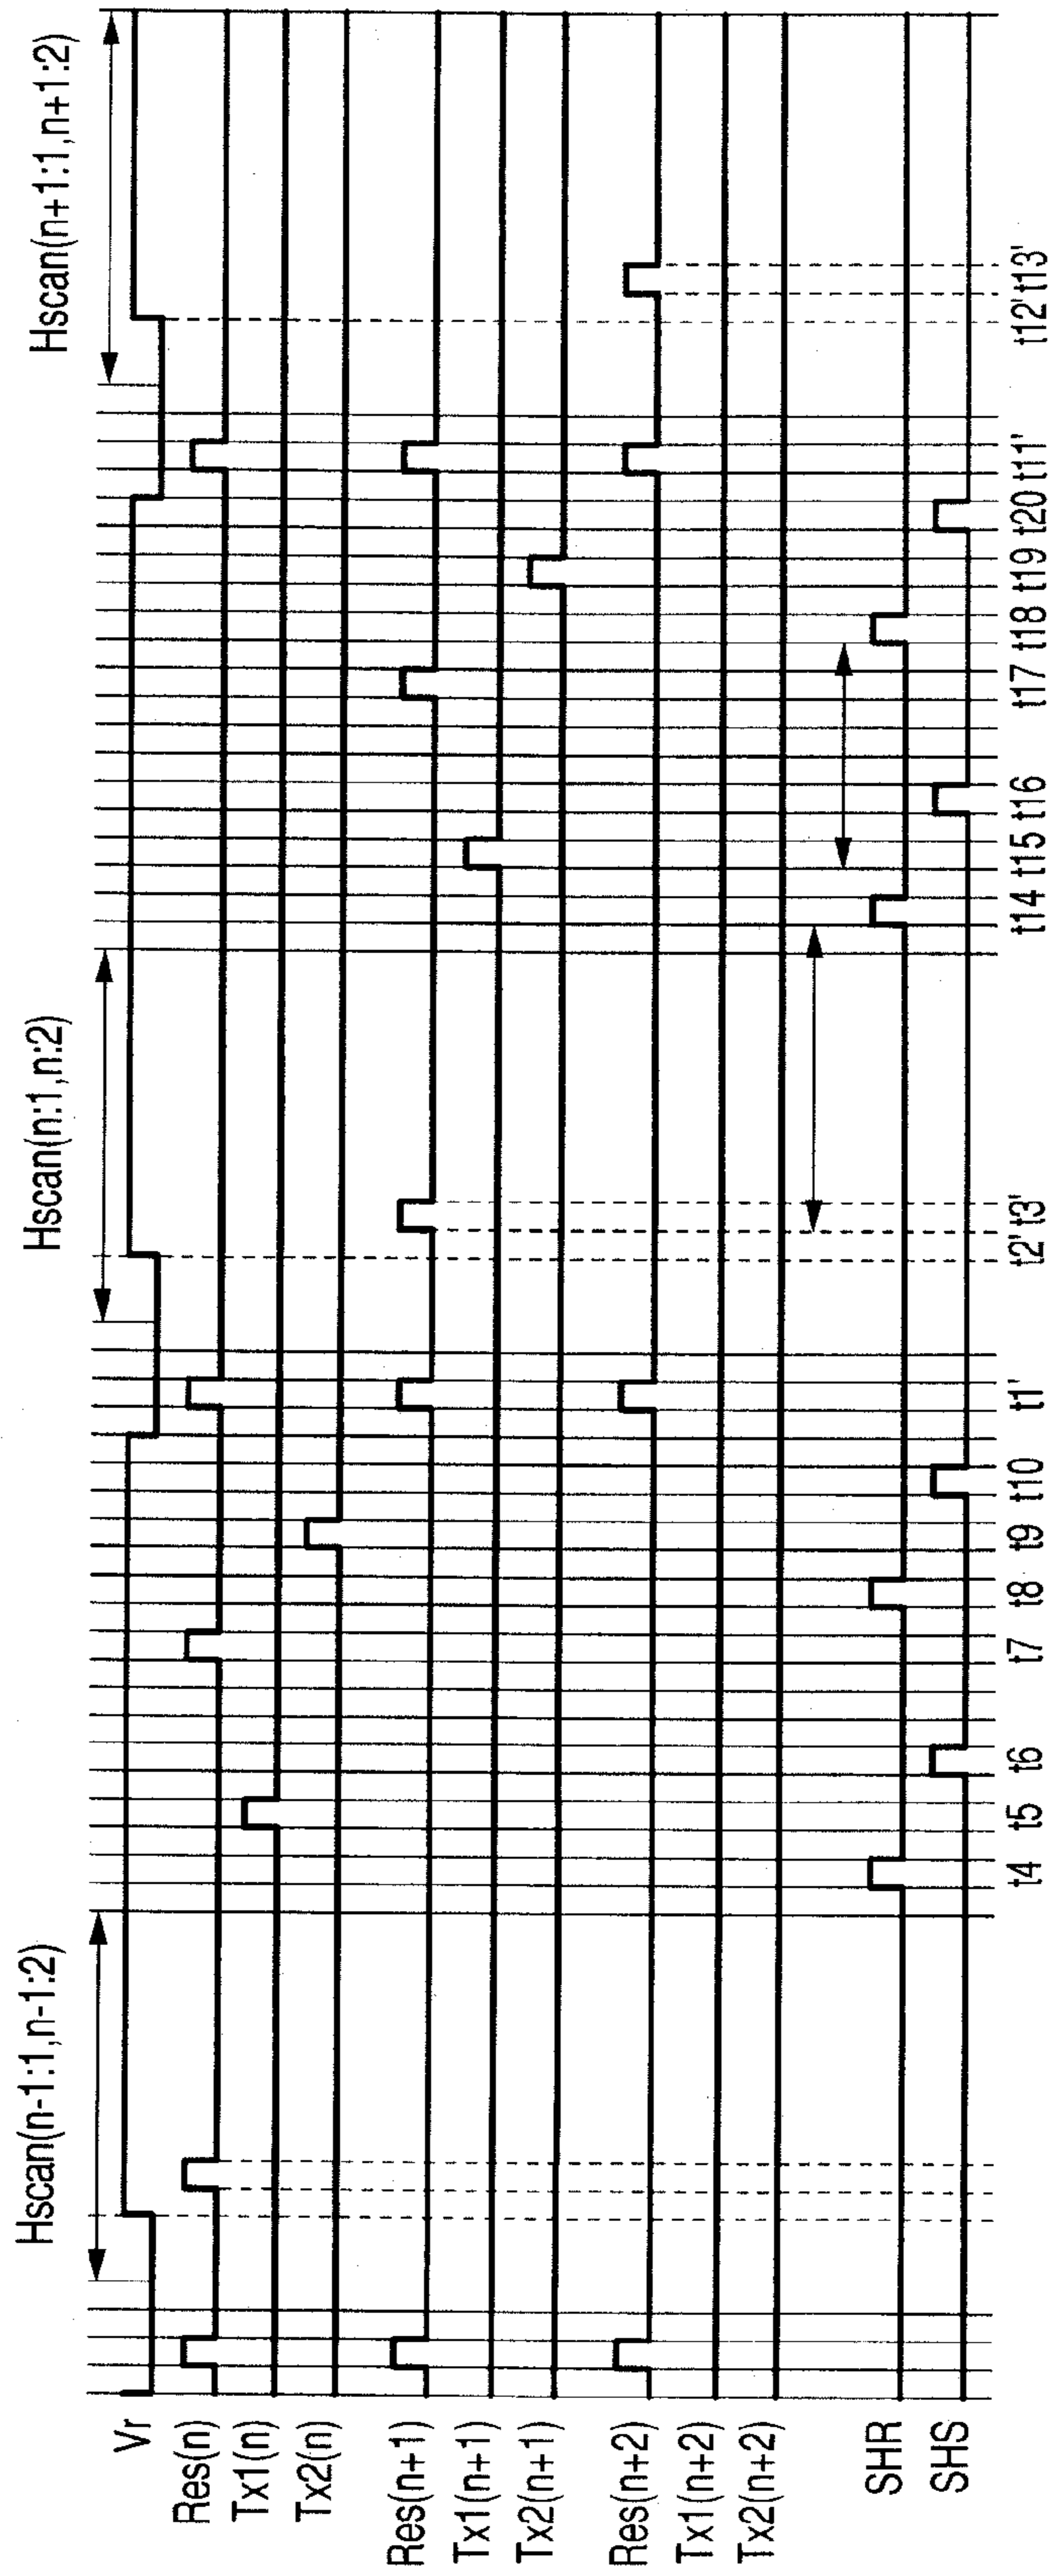 Hscan(n-1:1,n-1:2)
Hscan(n:1,n:2)
Hscan(n+1:1,n+1:2)
Vr
Res(n)
Tx1(n)
Tx2(n)
Res(n+1)
Tx1(n+1)
Tx2(n+1)
Res(n+2)
Tx1(n+2)
Tx2(n+2)
SHR
SHS
t4 t5 t6 t7 t8 t9 t10 t1' t2' t3' t14 t15 t16 t17 t18 t19 t20 t11' t12' t13'